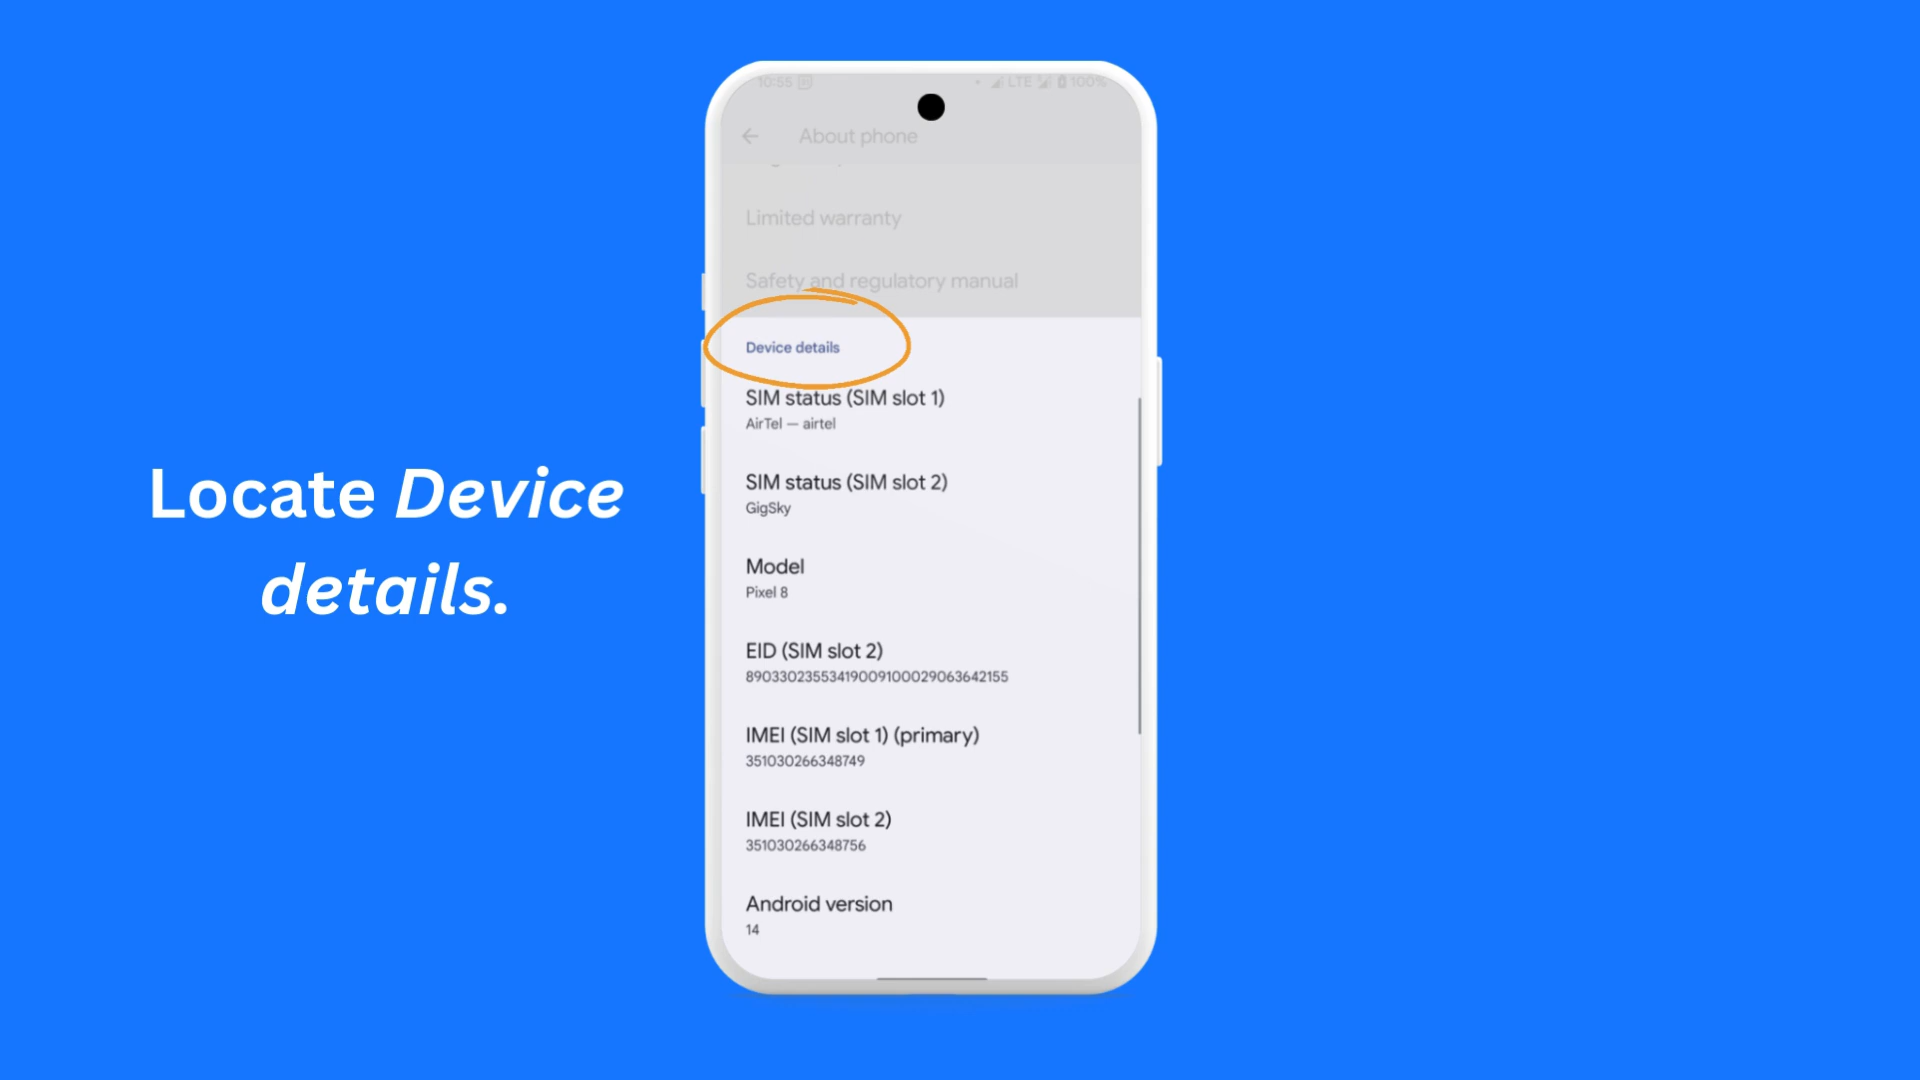 Locate Device
details.
10:55
LTE 100%
About phone
Limited warranty
Safety and regulatory manual
Device details
SIM status (SIM slot 1)
AirTel — airtel
SIM status (SIM slot 2)
GigSky
Model
Pixel 8
EID (SIM slot 2)
89033023553419009100029063642155
IMEI (SIM slot 1) (primary)
351030266348749
IMEI (SIM slot 2)
351030266348756
Android version
14